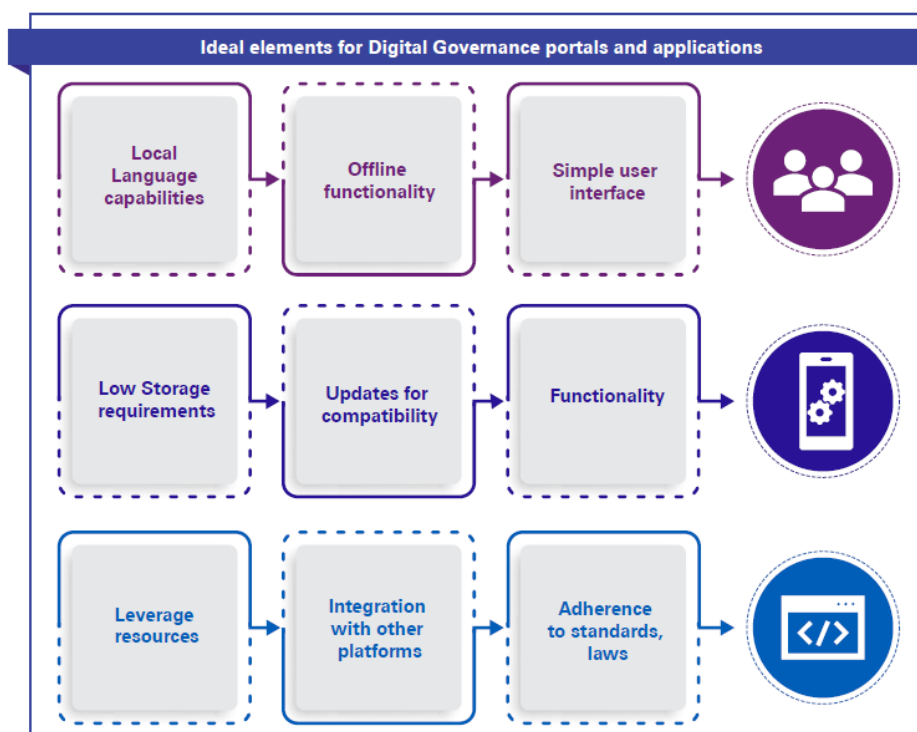 Ideal elements for Digital Governance portals and applications
Local
Language
capabilities
Offline
functionality
Simple user
interface
Low Storage
requirements
Updates for
compatibility
Functionality
Leverage
resources
Integration
with other
platforms
Adherence
to standards,
laws